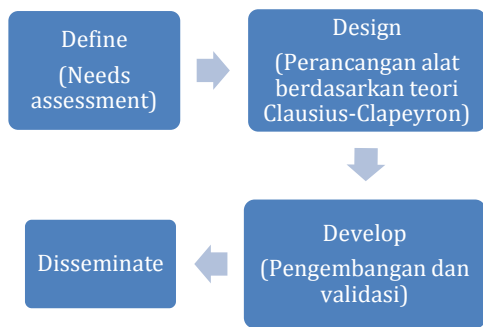 Define
(Needs
assessment)
Design
(Perancangan alat
berdasarkan teori
Clausius-Clapeyron)
Develop
(Pengembangan dan
validasi)
Disseminate